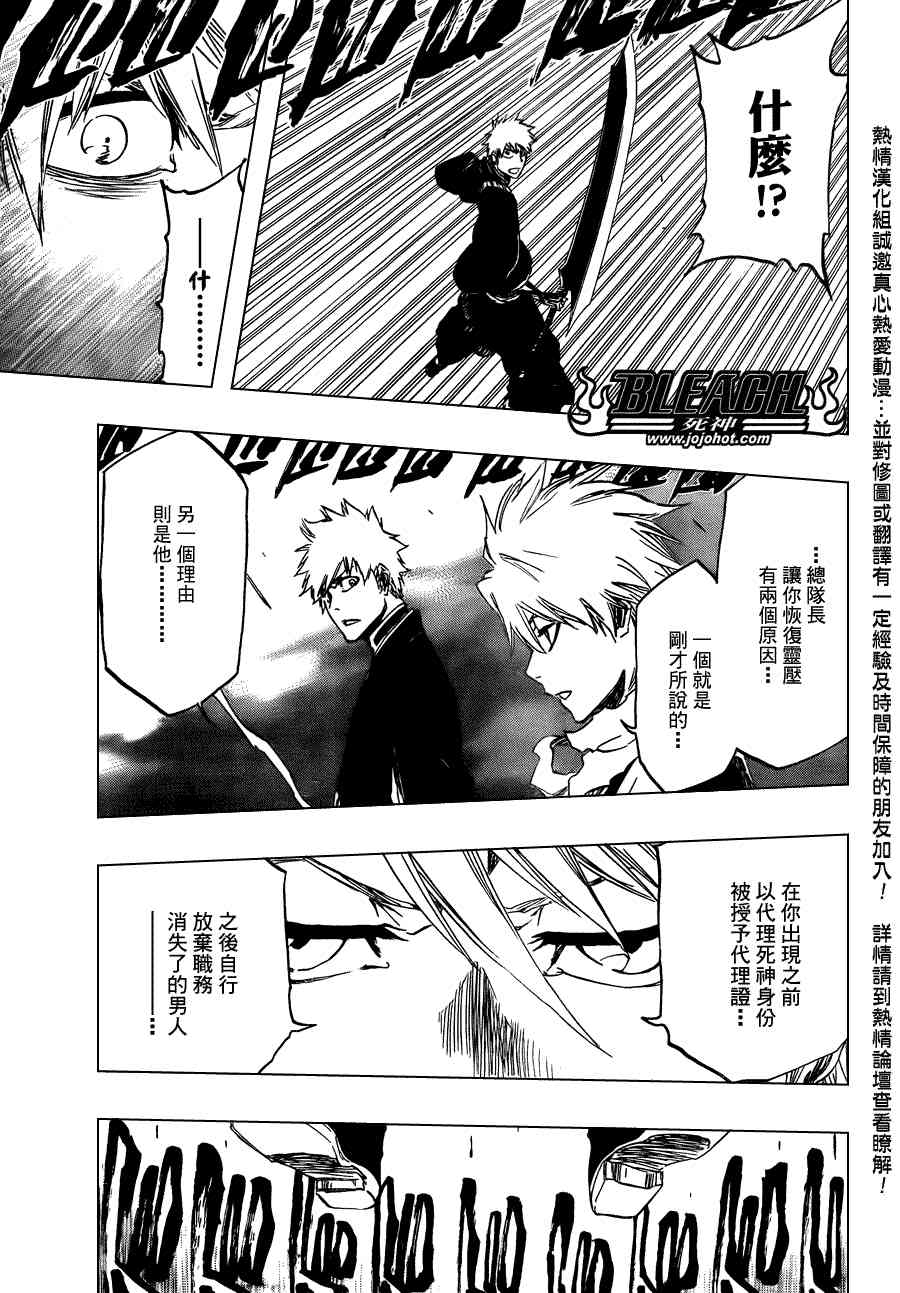 什麼!?
——什………
BLEACH
死神
www.jojohot.com
…總隊長
讓你恢復靈壓
有兩個原因…
一個就是
剛才所說的…
另一個理由
則是他…………
在你出現之前
以代理死神身份
被授予代理證…
之後自行
放棄職務
消失了的男人
——…
熱情漢化組誠邀真心熱愛動漫…並對修圖或翻譯有一定經驗及時間保障的朋友加入！ 詳情請到熱情論壇查看瞭解！